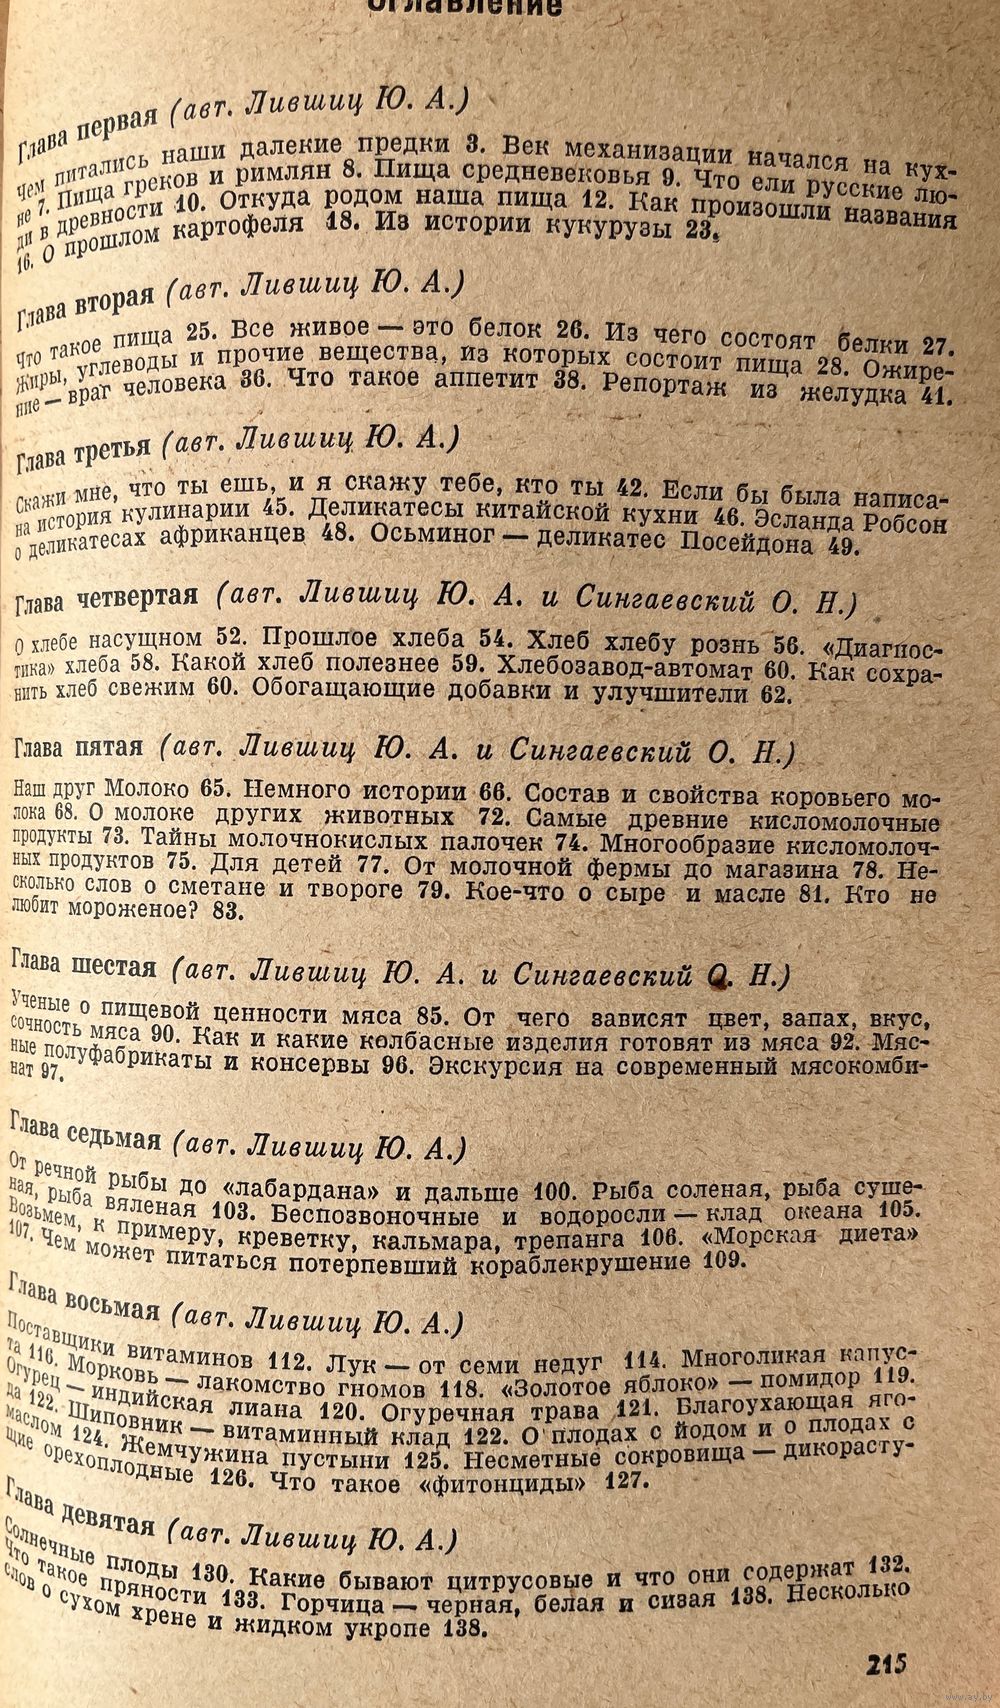 Оглавление
Глава первая (авт. Лившиц Ю. А.)
Чем питались наши далекие предки 3. Век механизации начался на кух-
не 7. Пища греков и римлян 8. Пища средневековья 9. Что ели русские лю-
ди в древности 10. Откуда родом наша пища 12. Как произошли названия
16. О прошлом картофеля 18. Из истории кукурузы 23.
Глава вторая (авт. Лившиц Ю. А.)
Что такое пища 25. Все живое — это белок 26. Из чего состоят белки 27.
Жиры, углеводы и прочие вещества, из которых состоит пища 28. Ожире-
ние — враг человека 36. Что такое аппетит 38. Репортаж из желудка 41.
Глава третья (авт. Лившиц Ю. А.)
Скажи мне, что ты ешь, и я скажу тебе, кто ты 42. Если бы была написа-
на история кулинарии 45. Деликатесы китайской кухни 46. Эсланда Робсон
о деликатесах африканцев 48. Осьминог — деликатес Посейдона 49.
Глава четвертая (авт. Лившиц Ю. А. и Сингаевский О. Н.)
О хлебе насущном 52. Прошлое хлеба 54. Хлеб хлебу рознь 56. «Диагнос-
тика» хлеба 58. Какой хлеб полезнее 59. Хлебозавод-автомат 60. Как сохра-
нить хлеб свежим 60. Обогащающие добавки и улучшители 62.
Глава пятая (авт. Лившиц Ю. А. и Сингаевский О. Н.)
Наш друг Молоко 65. Немного истории 66. Состав и свойства коровьего мо-
лока 68. О молоке других животных 72. Самые древние кисломолочные
продукты 73. Тайны молочнокислых палочек 74. Многообразие кисломолоч-
ных продуктов 75. Для детей 77. От молочной фермы до магазина 78. Не-
сколько слов о сметане и твороге 79. Кое-что о сыре и масле 81. Кто не
любит мороженое? 83.
Глава шестая (авт. Лившиц Ю. А. и Сингаевский О. Н.)
Ученые о пищевой ценности мяса 85. От чего зависят цвет, запах, вкус,
сочность мяса 90. Как и какие колбасные изделия готовят из мяса 92. Мяс-
ные полуфабрикаты и консервы 96. Экскурсия на современный мясокомби-
нат 97.
Глава седьмая (авт. Лившиц Ю. А.)
От речной рыбы до «лабардана» и дальше 100. Рыба соленая, рыба суше-
ная, рыба вяленая 103. Беспозвоночные и водоросли — клад океана 105.
Возьмем, к примеру, креветку, кальмара, трепанга 106. «Морская диета»
107. Чем может питаться потерпевший кораблекрушение 109.
Глава восьмая (авт. Лившиц Ю. А.)
Поставщики витаминов 112. Лук — от семи недуг 114. Многоликая капус-
та 116. Морковь — лакомство гномов 118. «Золотое яблоко» — помидор 119.
Огурец — индийская лиана 120. Огуречная трава 121. Благоухающая яго-
да 122. Шиповник — витаминный клад 122. О плодах с йодом и о плодах с
маслом 124. Жемчужина пустыни 125. Несметные сокровища — дикорасту-
щие орехоплодные 126. Что такое «фитонциды» 127.
Глава девятая (авт. Лившиц Ю. А.)
Солнечные плоды 130. Какие бывают цитрусовые и что они содержат 132.
Что такое пряности 133. Горчица — черная, белая и сизая 138. Несколько
слов о сухом хрене и жидком укропе 138.
215
www.ay.by